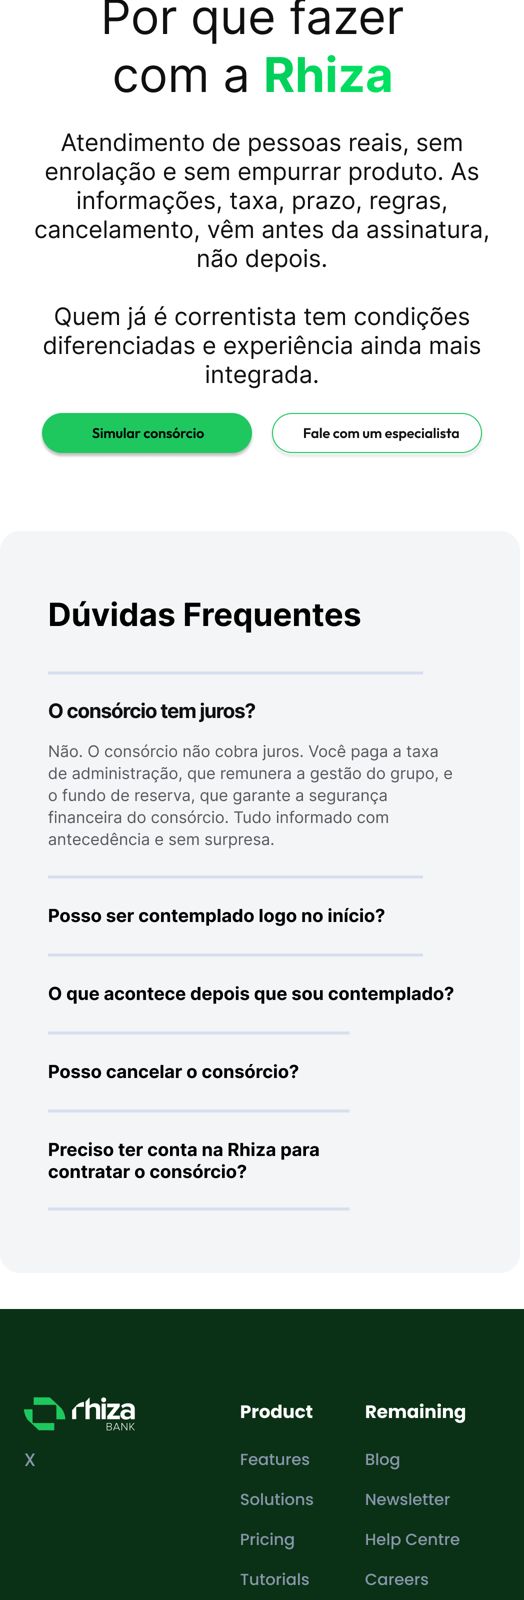 Por que fazer
com a Rhiza
Atendimento de pessoas reais, sem
enrolação e sem empurrar produto. As
informações, taxa, prazo, regras,
cancelamento, vêm antes da assinatura,
não depois.
Quem já é correntista tem condições
diferenciadas e experiência ainda mais
integrada.
Simular consórcio
Fale com um especialista
Dúvidas Frequentes
O consórcio tem juros?
Não. O consórcio não cobra juros. Você paga a taxa
de administração, que remunera a gestão do grupo, e
o fundo de reserva, que garante a segurança
financeira do consórcio. Tudo informado com
antecedência e sem surpresa.
Posso ser contemplado logo no início?
O que acontece depois que sou contemplado?
Posso cancelar o consórcio?
Preciso ter conta na Rhiza para
contratar o consórcio?
rhiza
BANK
X
Product
Features
Solutions
Pricing
Tutorials
Remaining
Blog
Newsletter
Help Centre
Careers